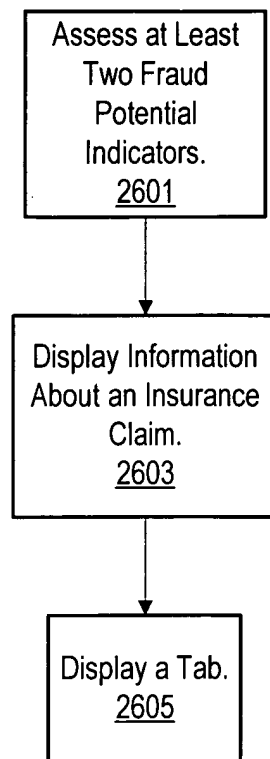 Assess at Least
Two Fraud
Potential
Indicators.
2601
Display Information
About an Insurance
Claim.
2603
Display a Tab.
2605